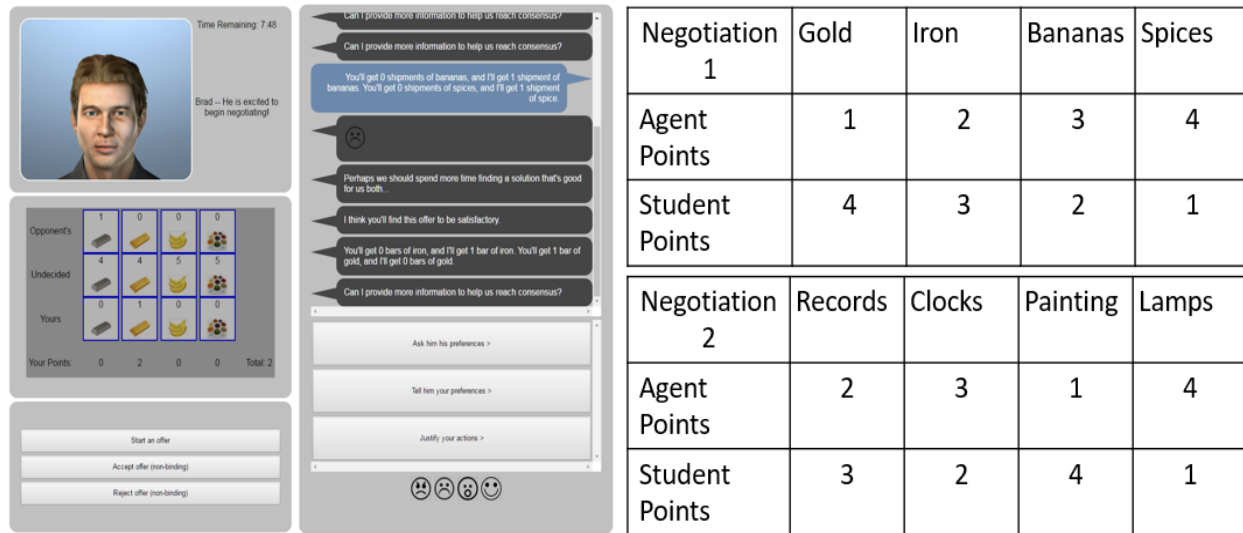 Time Remaining: 7:48
Brad -- He is excited to
begin negotiating!
1 0 0 0
Opponent's
4 4 5 5
Undecided
0 1 0 0
Yours
Your Points: 0 2 0 0 Total: 2
Start an offer
Accept offer (non-binding)
Reject offer (non-binding)
Can I provide more information to help us reach consensus?
Can I provide more information to help us reach consensus?
You'll get 0 shipments of bananas, and I'll get 1 shipment of
bananas. You'll get 0 shipments of spices, and I'll get 1 shipment
of spice.
Perhaps we should spend more time finding a solution that's good
for us both...
I think you'll find this offer to be satisfactory.
You'll get 0 bars of iron, and I'll get 1 bar of iron. You'll get 1 bar of
gold, and I'll get 0 bars of gold.
Can I provide more information to help us reach consensus?
Ask him his preferences >
Tell him your preferences >
Justify your actions >
Negotiation Gold Iron Bananas Spices
1
Agent 1 2 3 4
Points
Student 4 3 2 1
Points
Negotiation Records Clocks Painting Lamps
2
Agent 2 3 1 4
Points
Student 3 2 4 1
Points